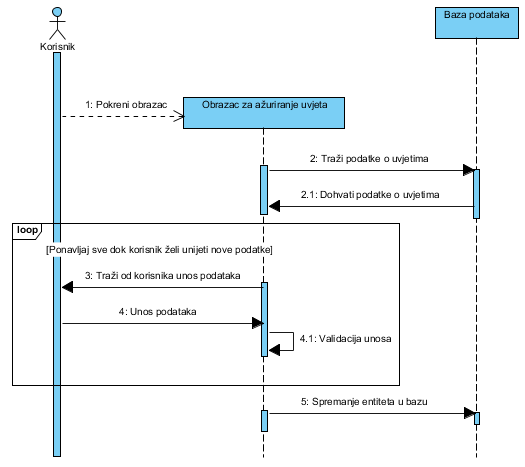 Korisnik
Baza podataka
1: Pokreni obrazac
Obrazac za ažuriranje uvjeta
2: Traži podatke o uvjetima
2.1: Dohvati podatke o uvjetima
loop
[Ponavljaj sve dok korisnik želi unijeti nove podatke]
3: Traži od korisnika unos podataka
4: Unos podataka
4.1: Validacija unosa
5: Spremanje entiteta u bazu